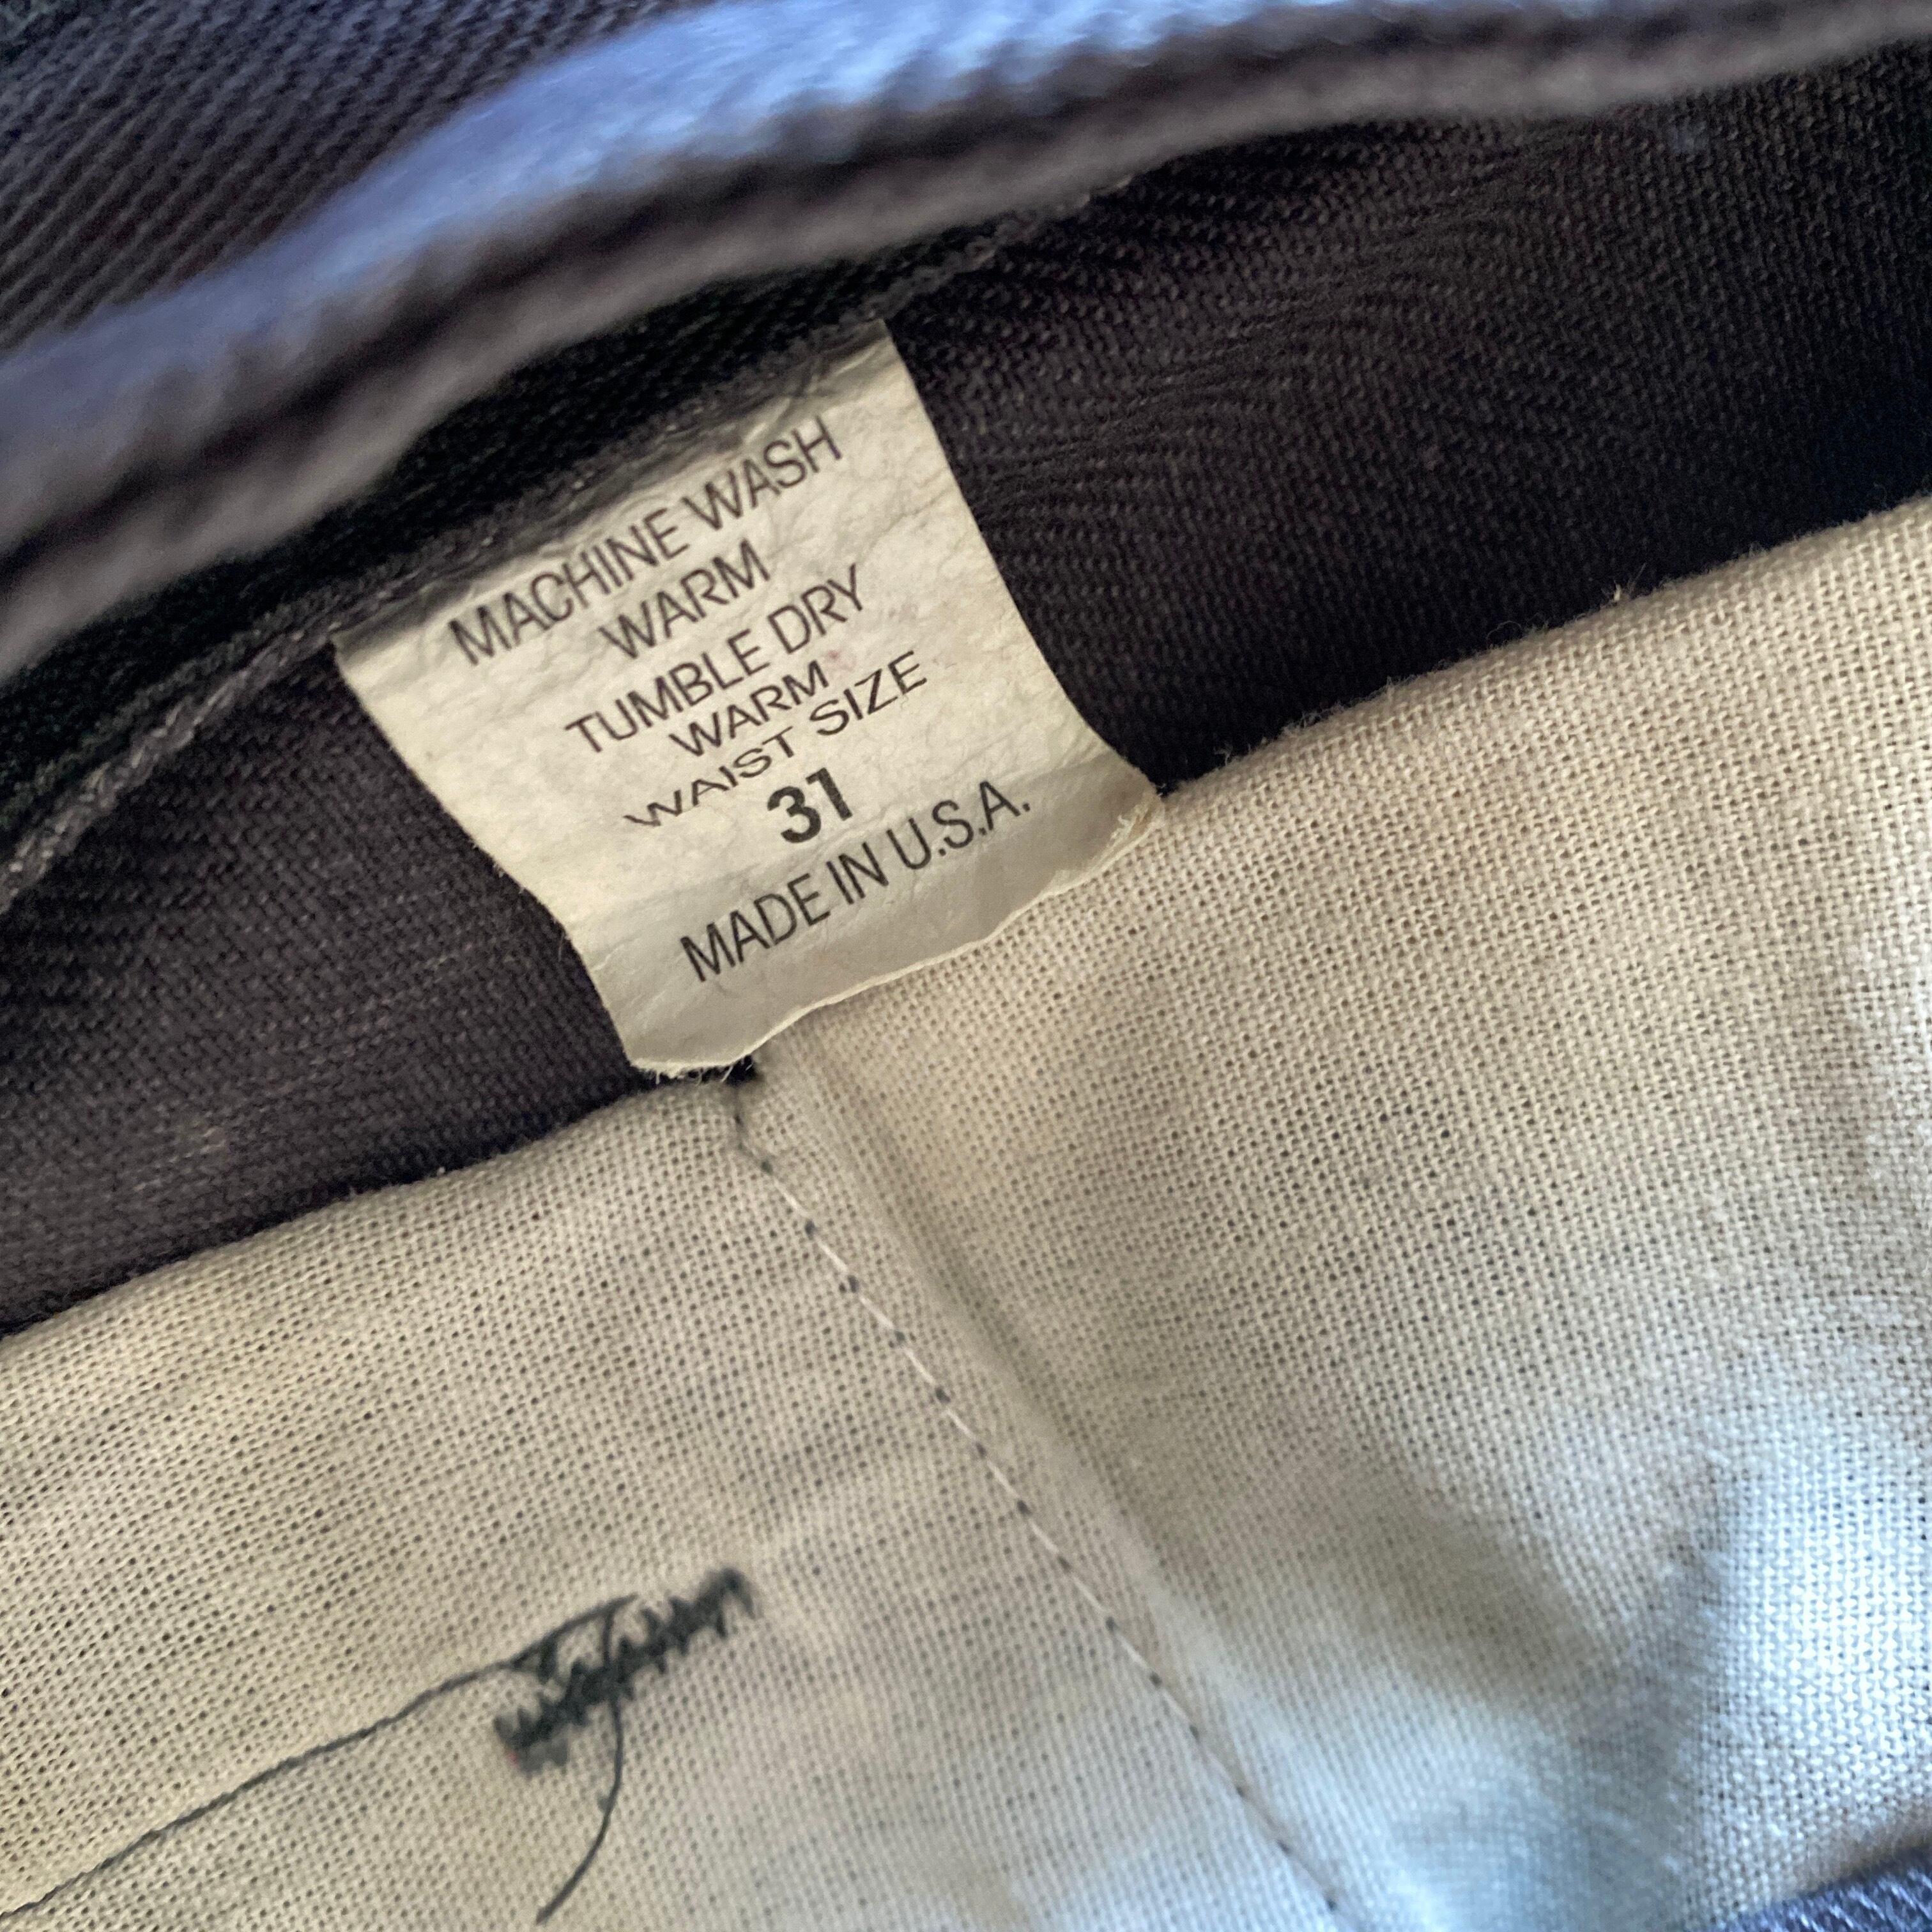 MACHINE WASH
WARM
TUMBLE DRY
WARM
WAIST SIZE
31
MADE IN U.S.A.